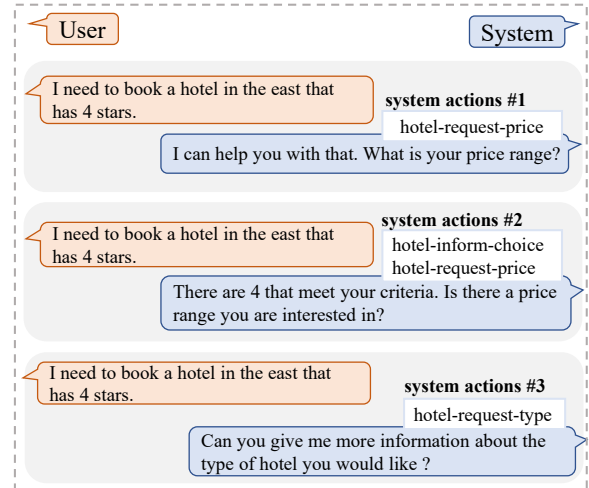 User
System
I need to book a hotel in the east that
has 4 stars.
system actions #1
hotel-request-price
I can help you with that. What is your price range?
I need to book a hotel in the east that
has 4 stars.
system actions #2
hotel-inform-choice
hotel-request-price
There are 4 that meet your criteria. Is there a price
range you are interested in?
I need to book a hotel in the east that
has 4 stars.
system actions #3
hotel-request-type
Can you give me more information about the
type of hotel you would like ?